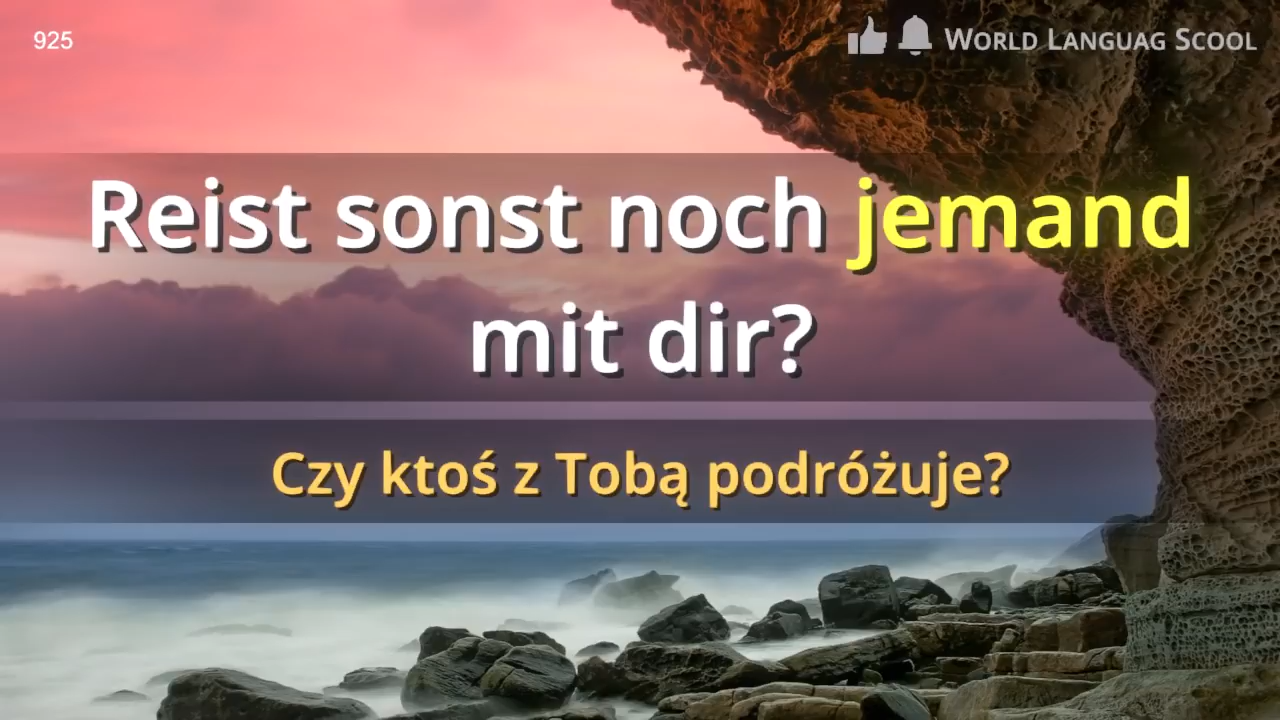 925
World Languag Scool
Reist sonst noch jemand
mit dir?
Czy ktoś z Tobą podróżuje?